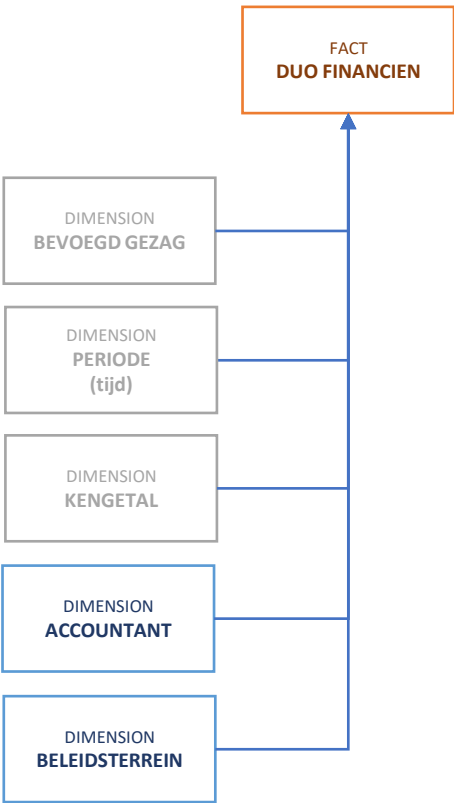 FACT
DUO FINANCIEN
DIMENSION
BEVOEGD GEZAG
DIMENSION
PERIODE
(tijd)
DIMENSION
KENGETAL
DIMENSION
ACCOUNTANT
DIMENSION
BELEIDSTERREIN